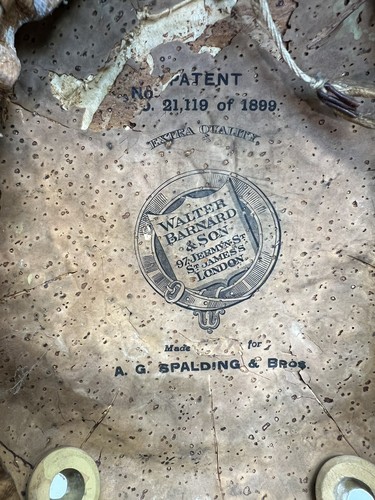 PATENT
No. 21,119 of 1899.
EXTRA QUALITY.
WALTER
BARNARD
& SON
97, JERMYN ST
ST JAMES'S
LONDON.
Made for
A. G. SPALDING & Bros.